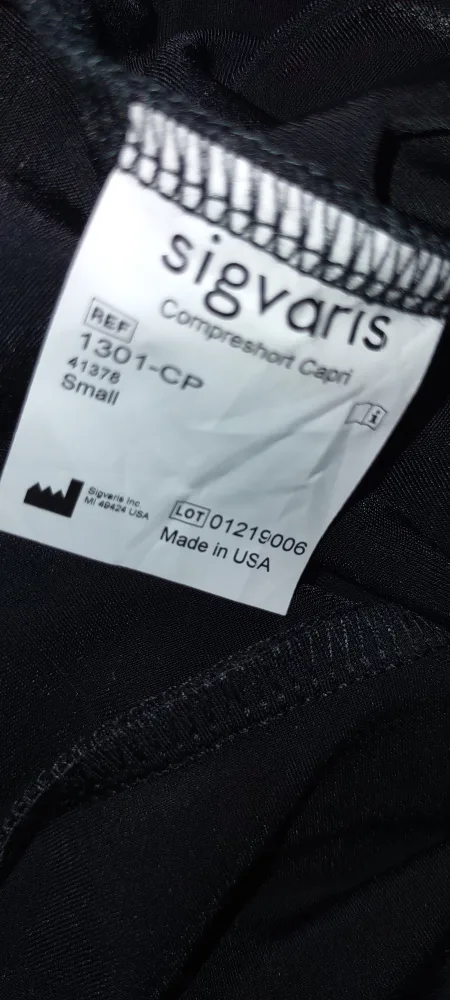 sigvaris
Compreshort Capri
REF
1301-CP
41378
Small
Sigvaris Inc
MI 49424 USA
LOT 01219006
Made in USA